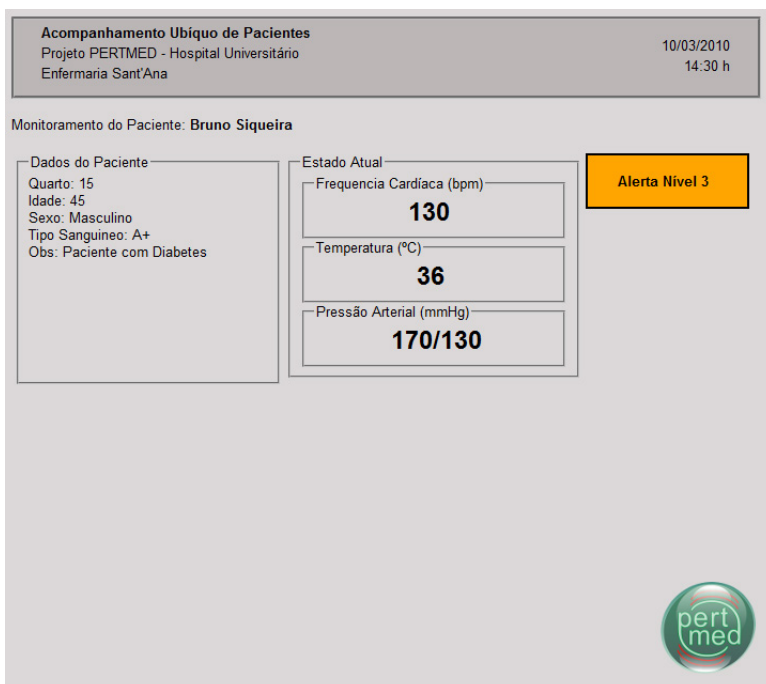 Acompanhamento Ubíquo de Pacientes
Projeto PERTMED - Hospital Universitário
Enfermaria Sant'Ana
10/03/2010
14:30 h
Monitoramento do Paciente: Bruno Siqueira
Dados do Paciente
Quarto: 15
Idade: 45
Sexo: Masculino
Tipo Sanguineo: A+
Obs: Paciente com Diabetes
Estado Atual
Frequencia Cardíaca (bpm)
130
Temperatura (ºC)
36
Pressão Arterial (mmHg)
170/130
Alerta Nível 3
pert
med